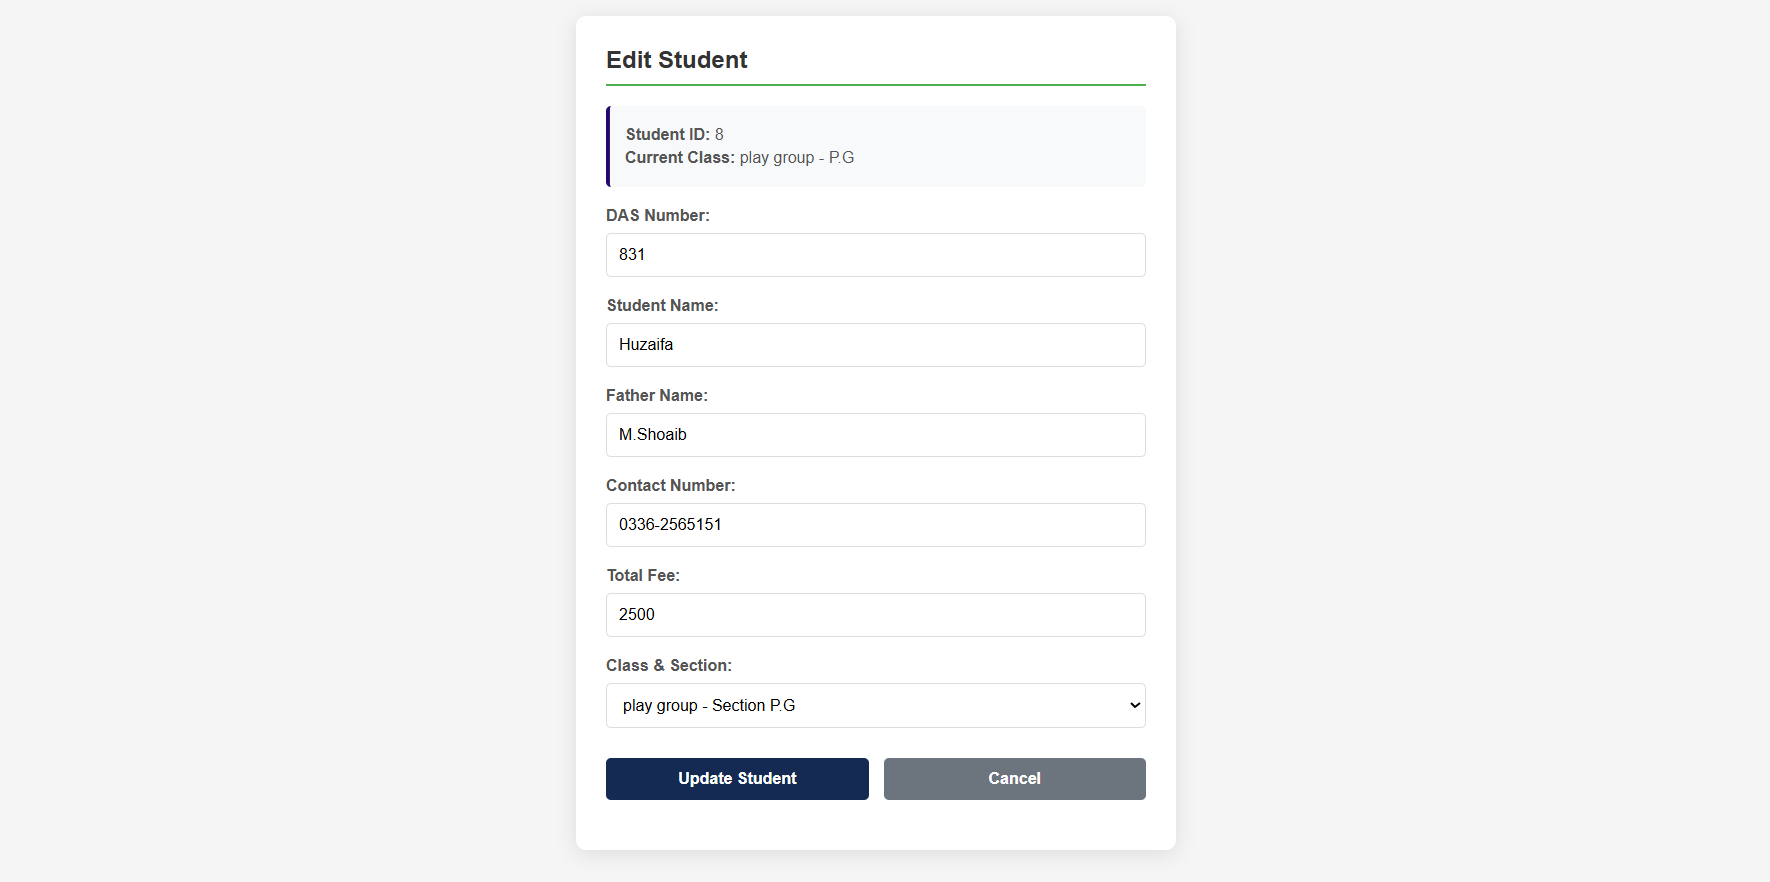 Edit Student
Student ID: 8
Current Class: play group - P.G
DAS Number:
831
Student Name:
Huzaifa
Father Name:
M.Shoaib
Contact Number:
0336-2565151
Total Fee:
2500
Class & Section:
play group - Section P.G
Update Student
Cancel